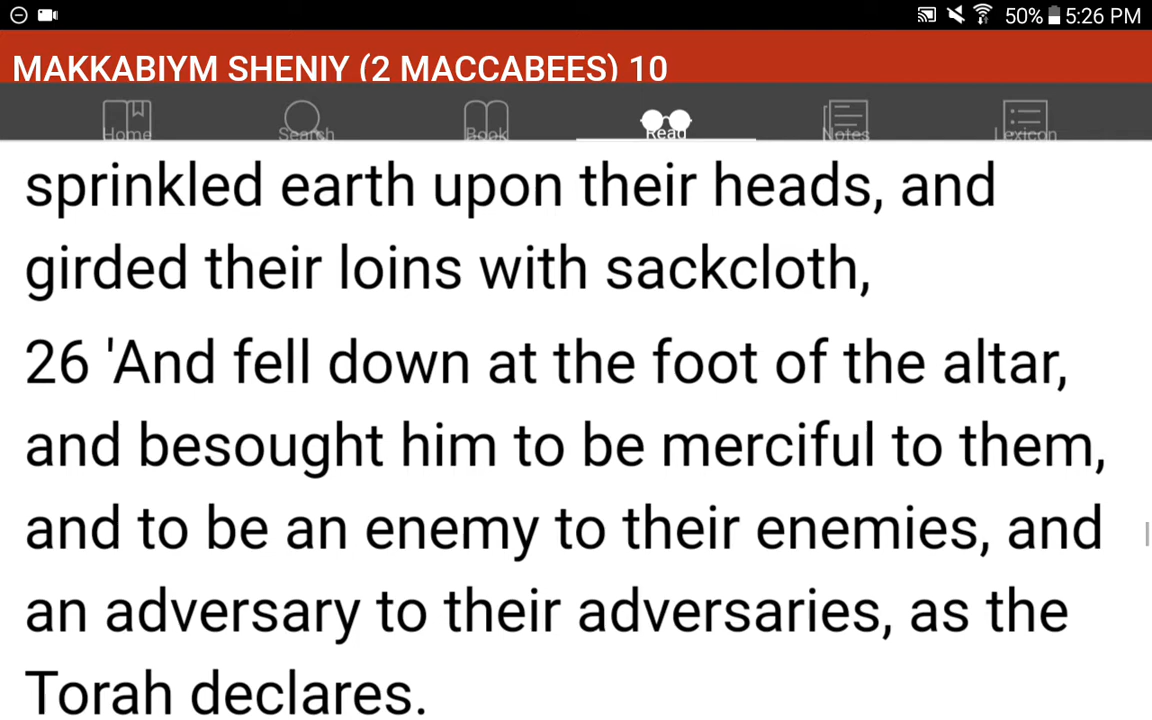 50% 5:26 PM
MAKKABIYM SHENIY (2 MACCABEES) 10
Home Search Book Read Notes Lexicon
sprinkled earth upon their heads, and
girded their loins with sackcloth,
26 'And fell down at the foot of the altar,
and besought him to be merciful to them,
and to be an enemy to their enemies, and
an adversary to their adversaries, as the
Torah declares.